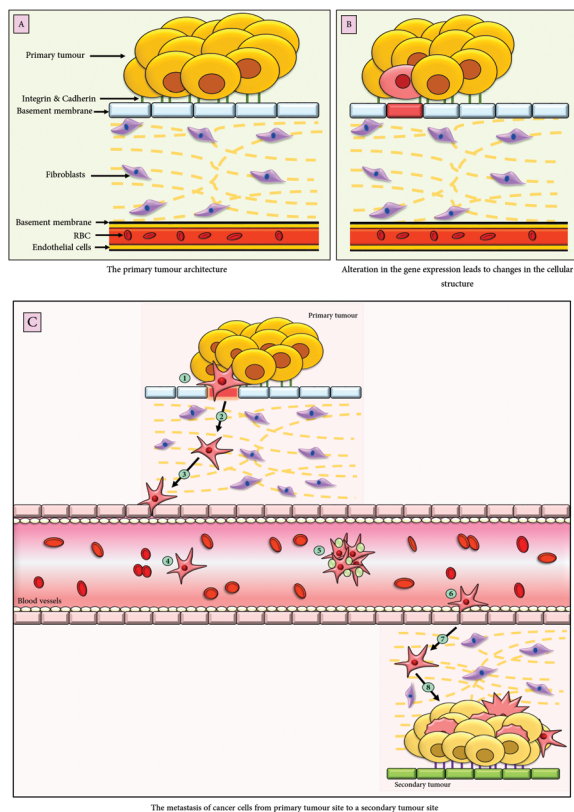 A
B
Primary tumour
Integrin & Cadherin
Basement membrane
Fibroblasts
Basement membrane
RBC
Endothelial cells
The primary tumour architecture
Alteration in the gene expression leads to changes in the cellular
structure
C
Primary tumour
1
2
3
4
5
6
Blood vessels
7
8
Secondary tumour
The metastasis of cancer cells from primary tumour site to a secondary tumour site